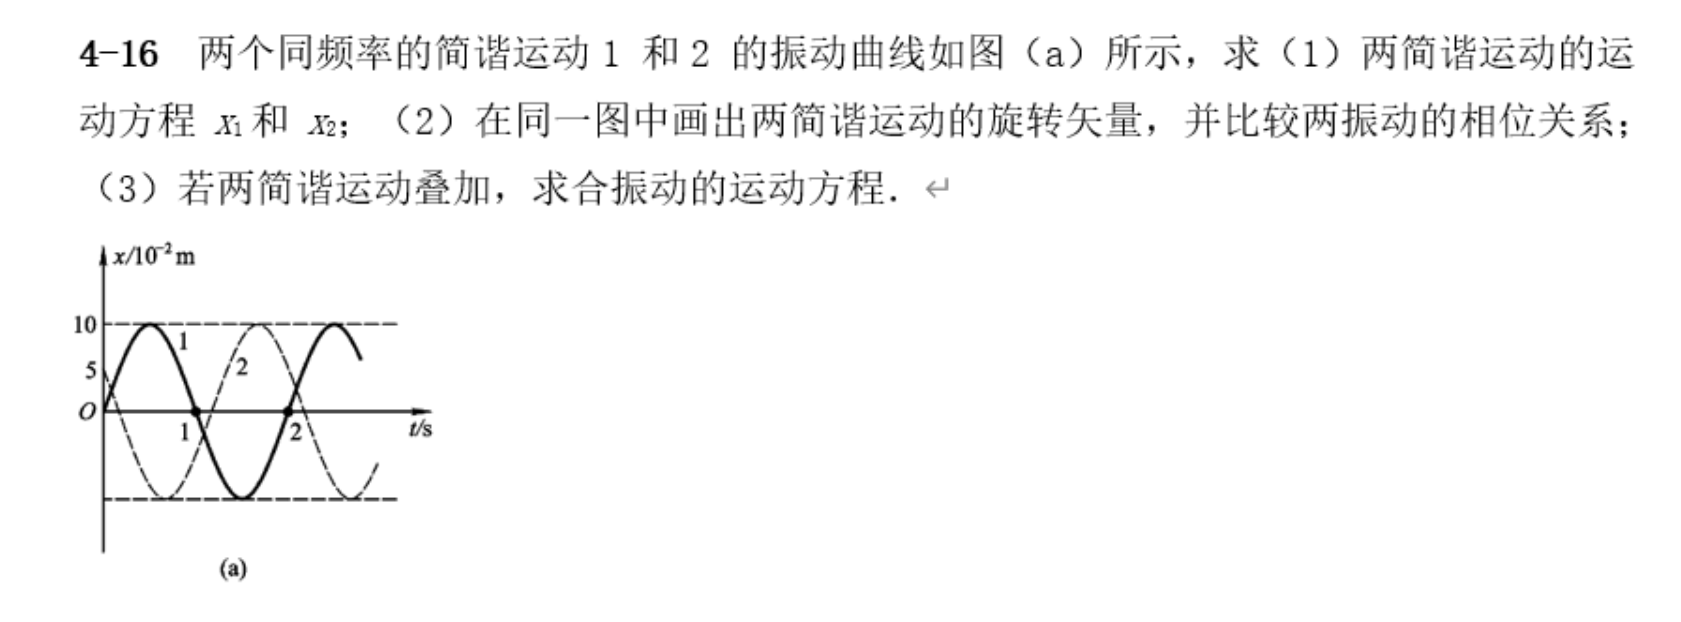 4-16 两个同频率的简谐运动 1 和 2 的振动曲线如图（a）所示，求（1）两简谐运动的运
动方程 x₁ 和 x₂；（2）在同一图中画出两简谐运动的旋转矢量，并比较两振动的相位关系；
（3）若两简谐运动叠加，求合振动的运动方程．↵
x/10⁻² m
10
1
2
5
O
1
2
t/s
(a)